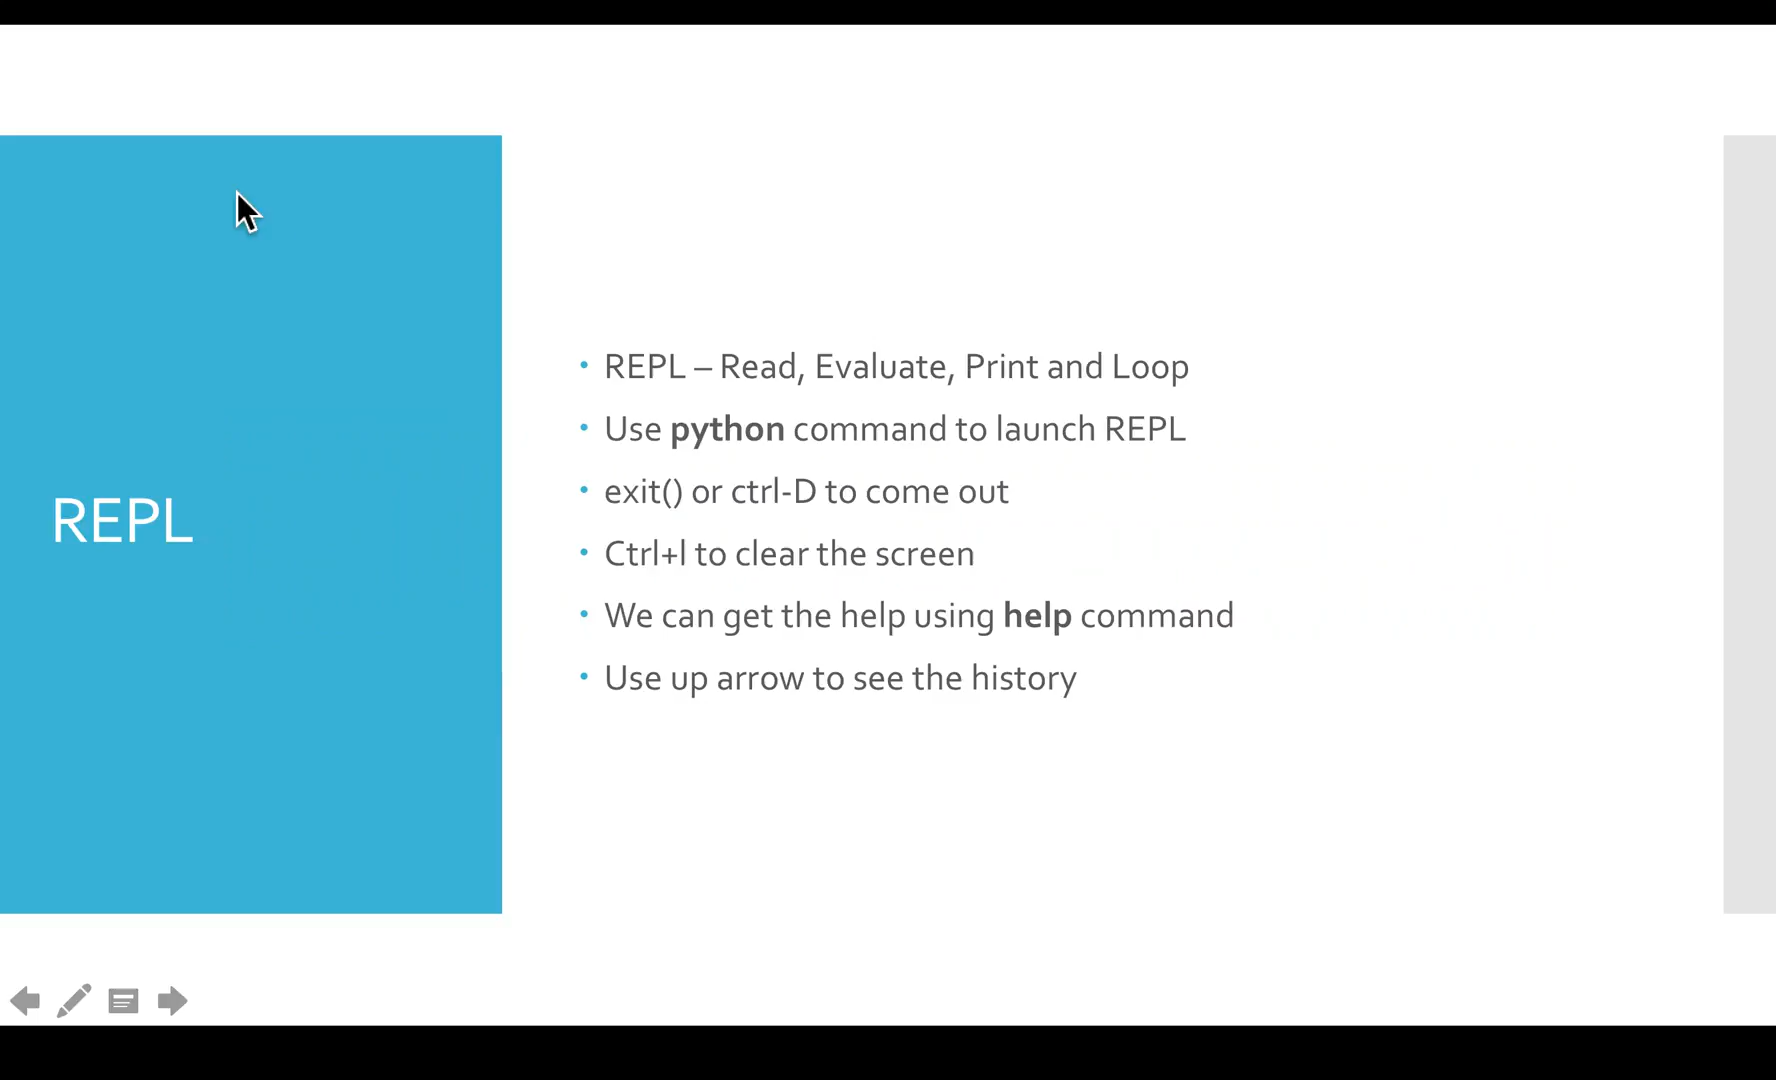 REPL
• REPL – Read, Evaluate, Print and Loop
• Use python command to launch REPL
• exit() or ctrl-D to come out
• Ctrl+l to clear the screen
• We can get the help using help command
• Use up arrow to see the history